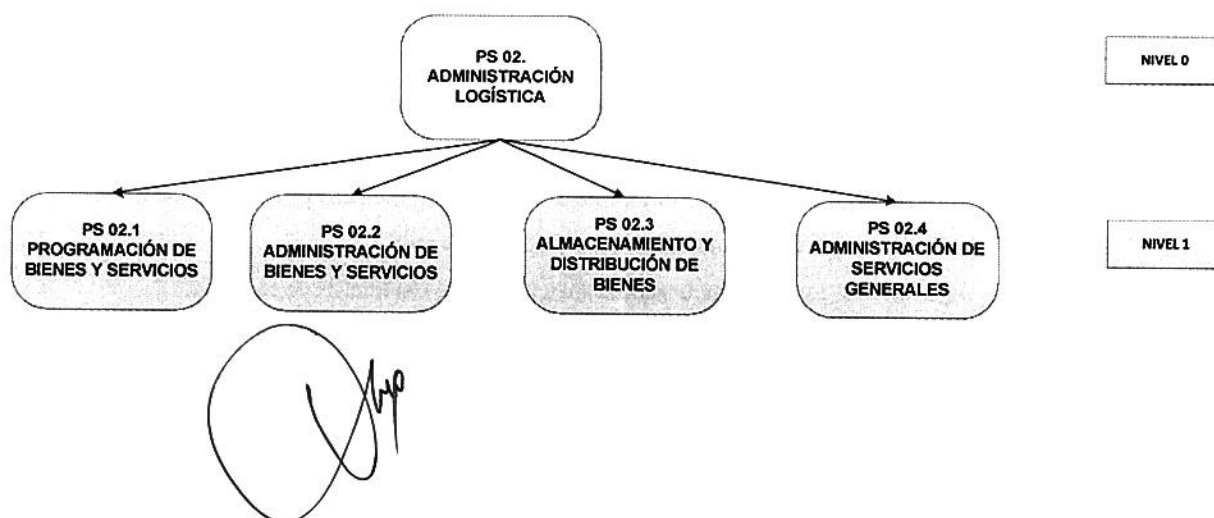 PS 02.
ADMINISTRACIÓN
LOGÍSTICA
NIVEL 0
PS 02.1
PROGRAMACIÓN DE
BIENES Y SERVICIOS
PS 02.2
ADMINISTRACIÓN DE
BIENES Y SERVICIOS
PS 02.3
ALMACENAMIENTO Y
DISTRIBUCIÓN DE
BIENES
PS 02.4
ADMINISTRACIÓN DE
SERVICIOS
GENERALES
NIVEL 1